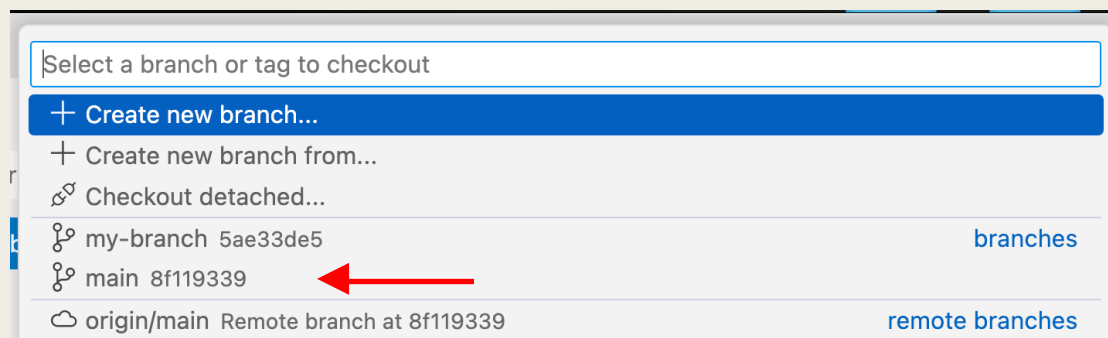 Select a branch or tag to checkout
Create new branch...
Create new branch from...
Checkout detached...
my-branch 5ae33de5 branches
main 8f119339
origin/main Remote branch at 8f119339 remote branches